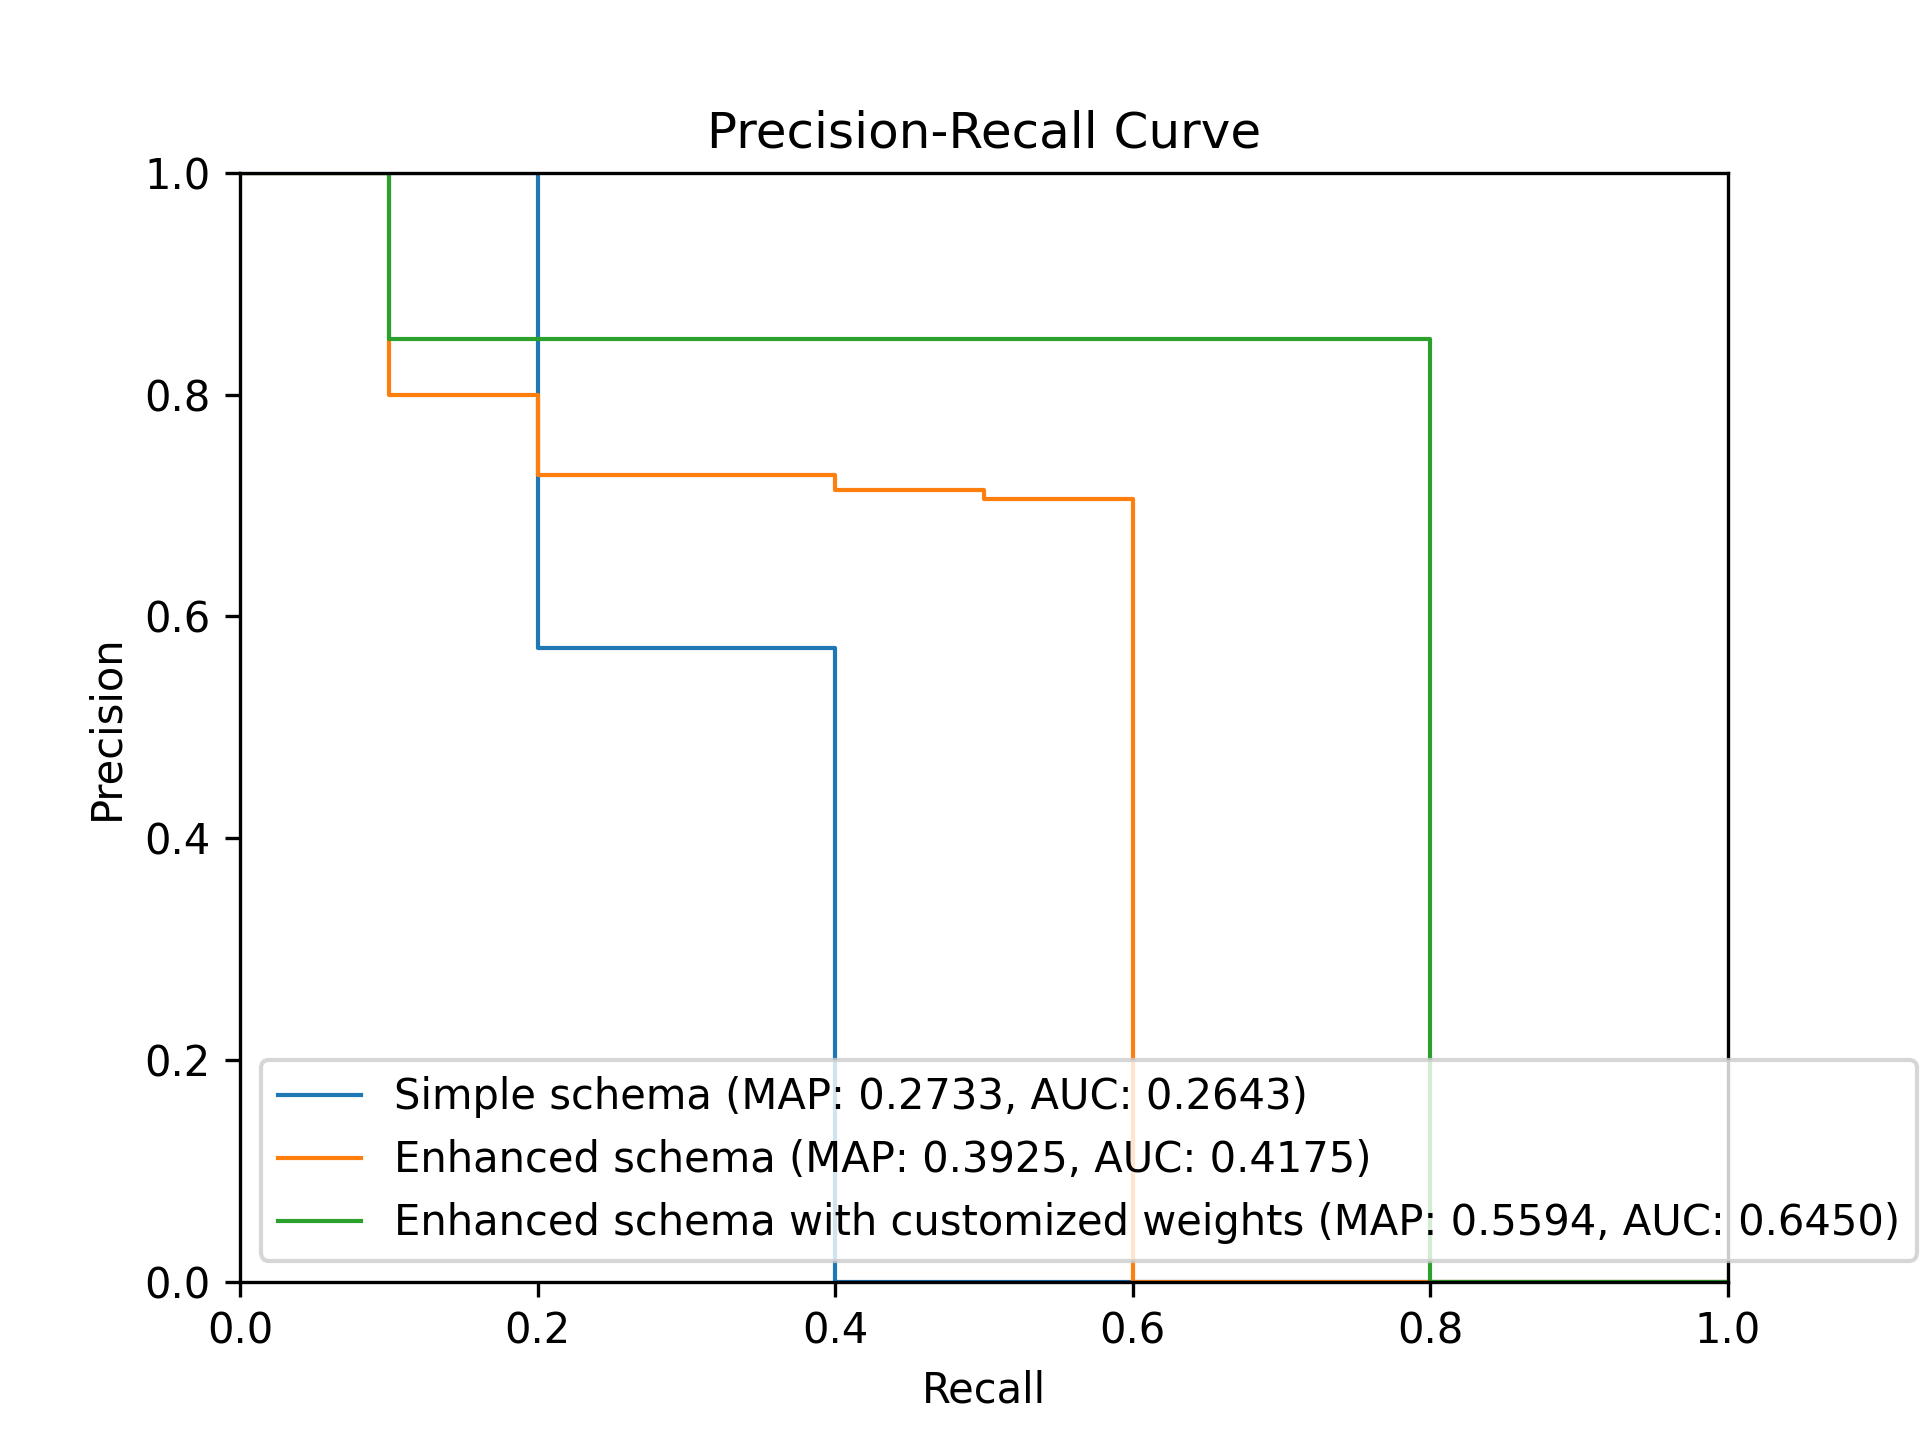 Precision-Recall Curve
1.0
0.8
0.6
0.4
0.2
0.0
Precision
Simple schema (MAP: 0.2733, AUC: 0.2643)
Enhanced schema (MAP: 0.3925, AUC: 0.4175)
Enhanced schema with customized weights (MAP: 0.5594, AUC: 0.6450)
0.0 0.2 0.4 0.6 0.8 1.0
Recall